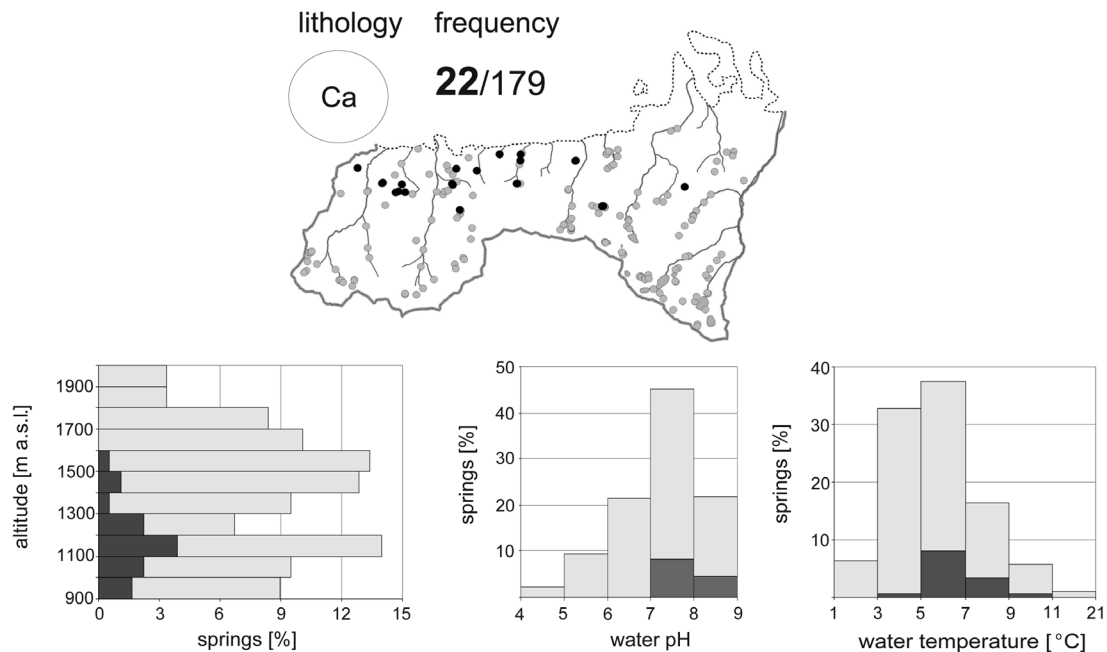 lithology frequency
Ca
22/179
altitude [m a.s.l.]
1900
1700
1500
1300
1100
900
0 3 6 9 12 15
springs [%]
springs [%]
50
40
30
20
10
4 5 6 7 8 9
water pH
springs [%]
40
30
20
10
1 3 5 7 9 11 21
water temperature [°C]